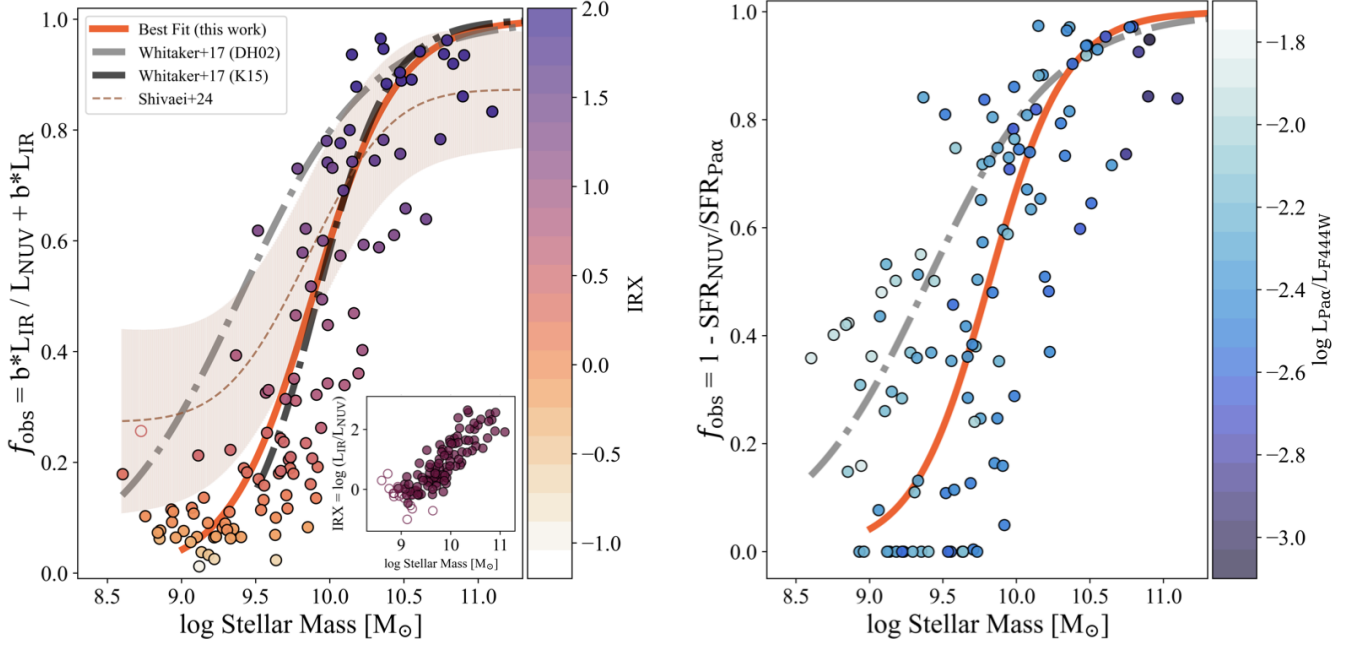 1.0
0.8
0.6
0.4
0.2
0.0
f_obs = b*L_IR / L_NUV + b*L_IR
Best Fit (this work)
Whitaker+17 (DH02)
Whitaker+17 (K15)
Shivaei+24
8.5 9.0 9.5 10.0 10.5 11.0
log Stellar Mass [M⊙]
IRX = log (L_IR/L_NUV)
2
0
9 10 11
log Stellar Mass [M⊙]
2.0
1.5
1.0
0.5
0.0
−0.5
−1.0
IRX
1.0
0.8
0.6
0.4
0.2
0.0
f_obs = 1 - SFR_NUV/SFR_Paα
8.5 9.0 9.5 10.0 10.5 11.0
log Stellar Mass [M⊙]
−1.8
−2.0
−2.2
−2.4
−2.6
−2.8
−3.0
log L_Paα/L_F444W